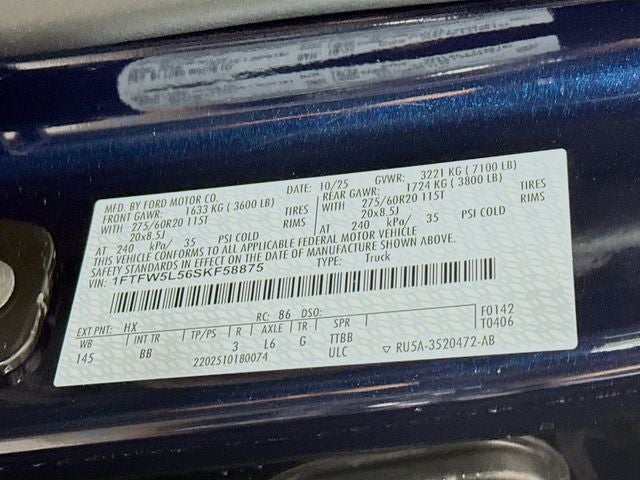 MFD. BY FORD MOTOR CO. DATE: 10/25 GVWR: 3221 KG ( 7100 LB)
FRONT GAWR: 1633 KG ( 3600 LB) REAR GAWR: 1724 KG ( 3800 LB)
WITH 275/60R20 115T TIRES WITH 275/60R20 115T TIRES
20x8.5J RIMS 20x8.5J RIMS
AT 240 kPa/ 35 PSI COLD AT 240 kPa/ 35 PSI COLD
THIS VEHICLE CONFORMS TO ALL APPLICABLE FEDERAL MOTOR VEHICLE
SAFETY STANDARDS IN EFFECT ON THE DATE OF MANUFACTURE SHOWN ABOVE.
VIN: 1FTFW5L56SKF58875 TYPE: Truck
EXT PNT: HX RC: 86 DSO: F0142
WB INT TR TP/PS R AXLE TR SPR T0406
145 BB 3 L6 G TTBB
2202510180074 ULC ▽ RU5A-3520472-AB